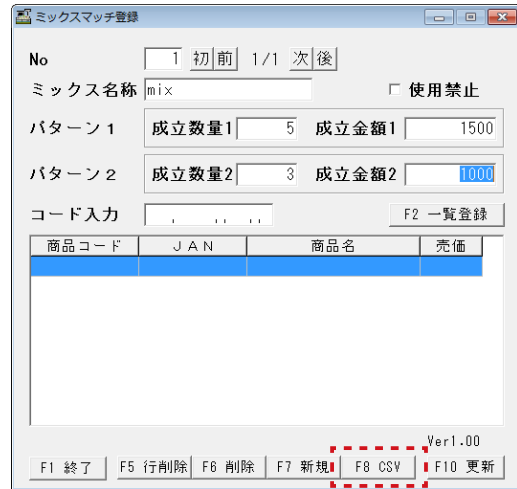 ミックスマッチ登録
No 1 初 前 1/1 次 後
ミックス名称 mix 使用禁止
パターン1 成立数量1 5 成立金額1 1500
パターン2 成立数量2 3 成立金額2 1000
コード入力 , ,, ,, F2 一覧登録
商品コード JAN 商品名 売価
Ver1.00
F1 終了 F5 行削除 F6 削除 F7 新規 F8 CSV F10 更新